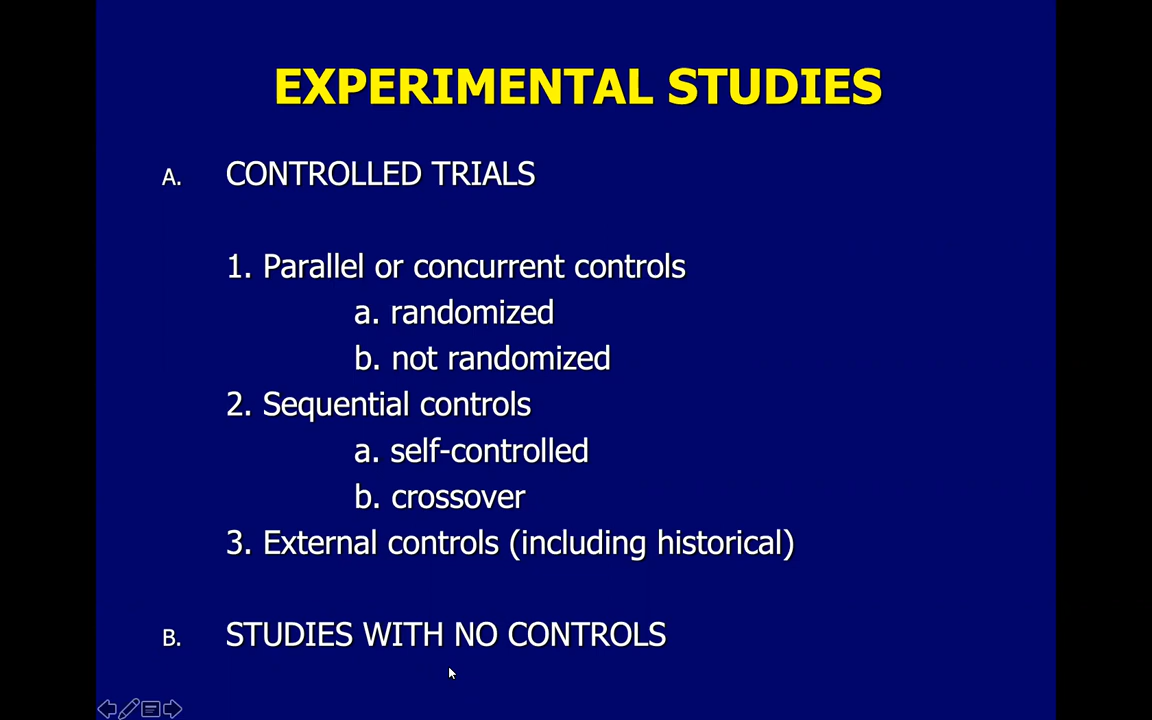 EXPERIMENTAL STUDIES
A. CONTROLLED TRIALS
1. Parallel or concurrent controls
a. randomized
b. not randomized
2. Sequential controls
a. self-controlled
b. crossover
3. External controls (including historical)
B. STUDIES WITH NO CONTROLS